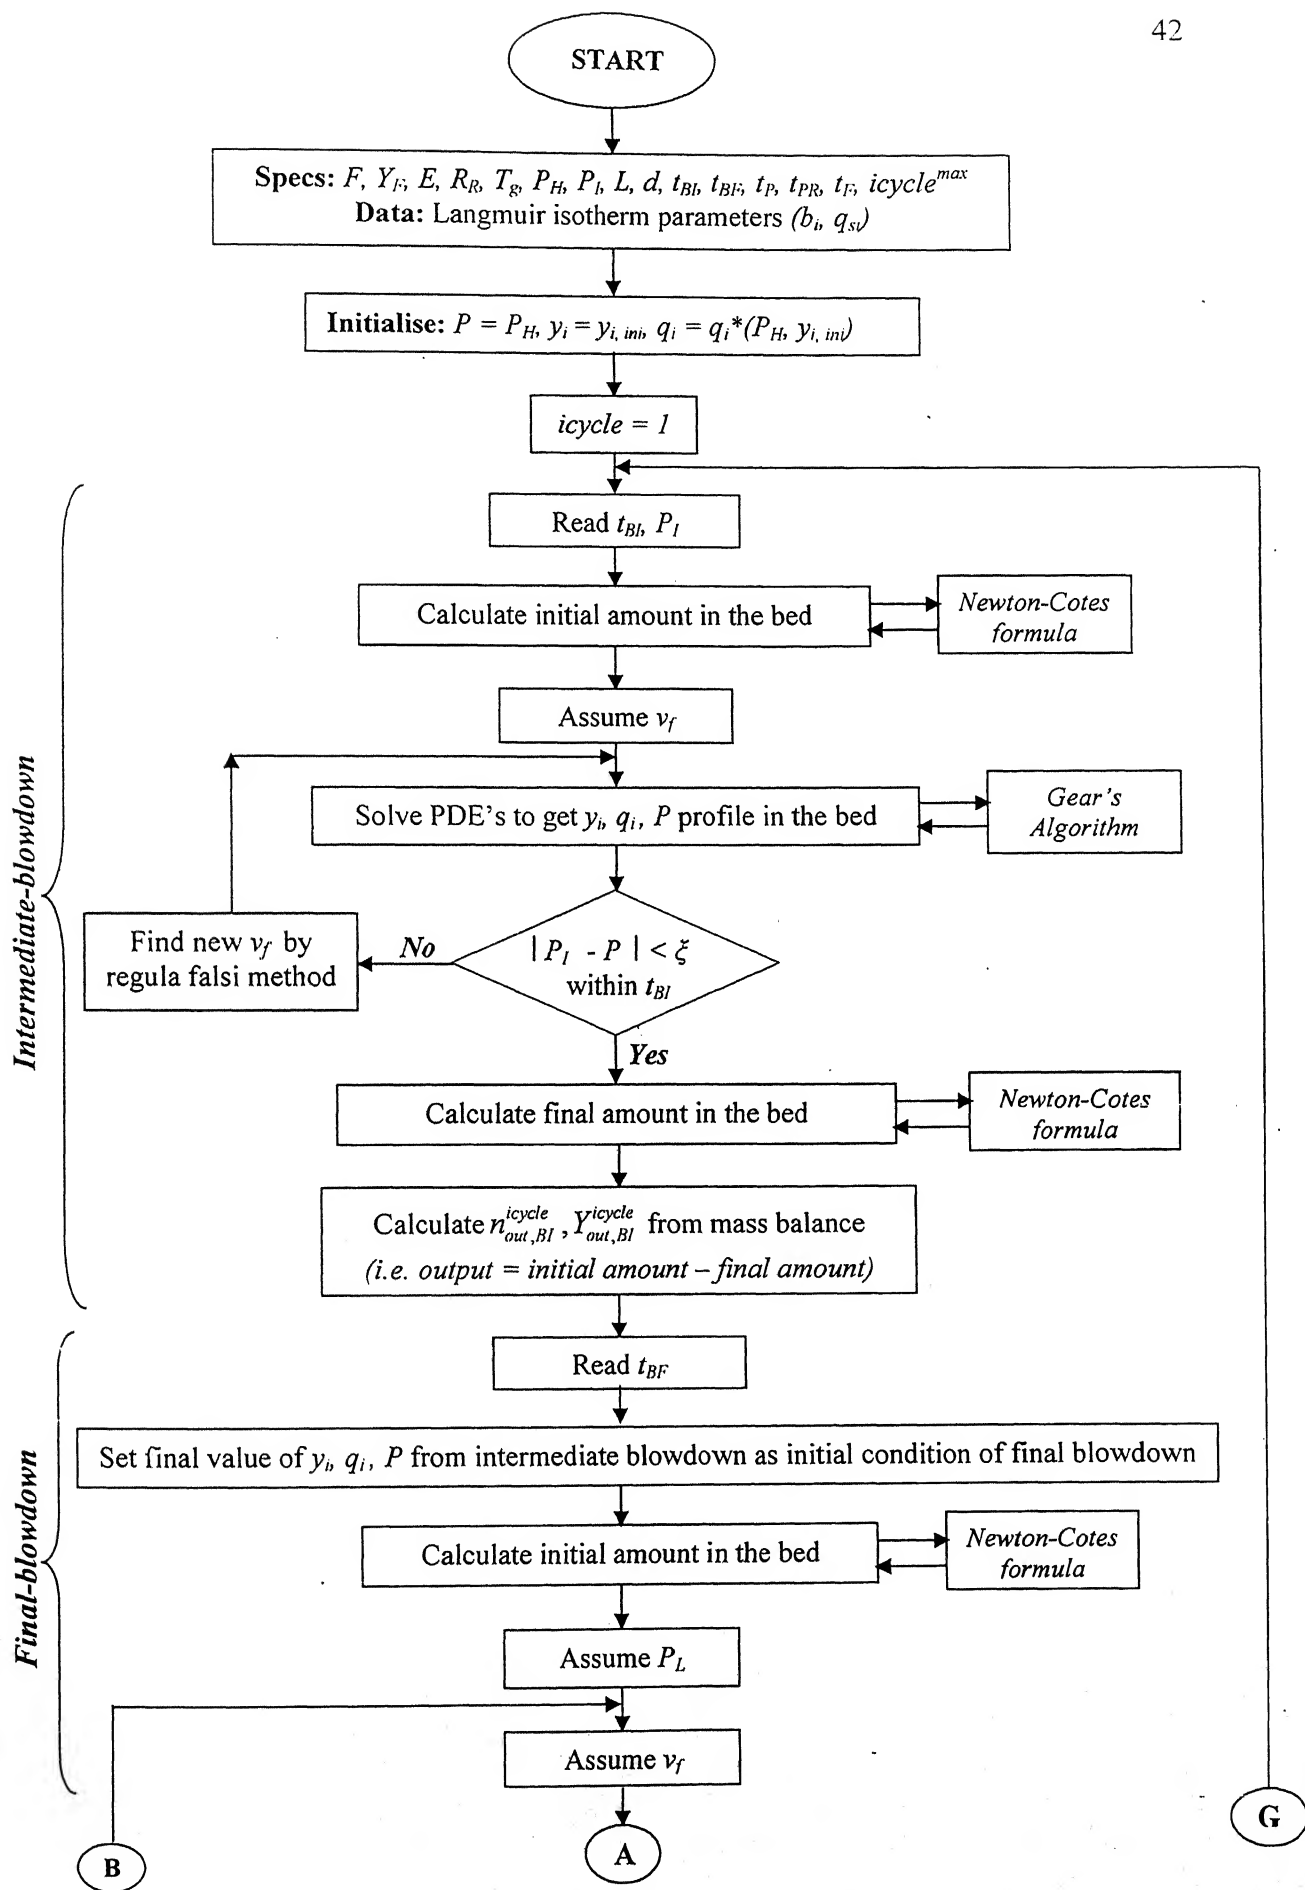 42
START
Specs: F, Y_F, E, R_R, T_g, P_H, P_I, L, d, t_BI, t_BF, t_P, t_PR, t_F, icycle^max
Data: Langmuir isotherm parameters (b_i, q_si)
Initialise: P = P_H, y_i = y_i, ini, q_i = q_i*(P_H, y_i, ini)
icycle = 1
Read t_BI, P_I
Calculate initial amount in the bed
Newton-Cotes
formula
Assume v_f
Solve PDE's to get y_i, q_i, P profile in the bed
Gear's
Algorithm
Intermediate-blowdown
Find new v_f by
regula falsi method
No
| P_I - P | < ξ
within t_BI
Yes
Calculate final amount in the bed
Newton-Cotes
formula
Calculate n_out,BI^icycle, Y_out,BI^icycle from mass balance
(i.e. output = initial amount – final amount)
Read t_BF
Set final value of y_i, q_i, P from intermediate blowdown as initial condition of final blowdown
Final-blowdown
Calculate initial amount in the bed
Newton-Cotes
formula
Assume P_L
Assume v_f
G
B
A